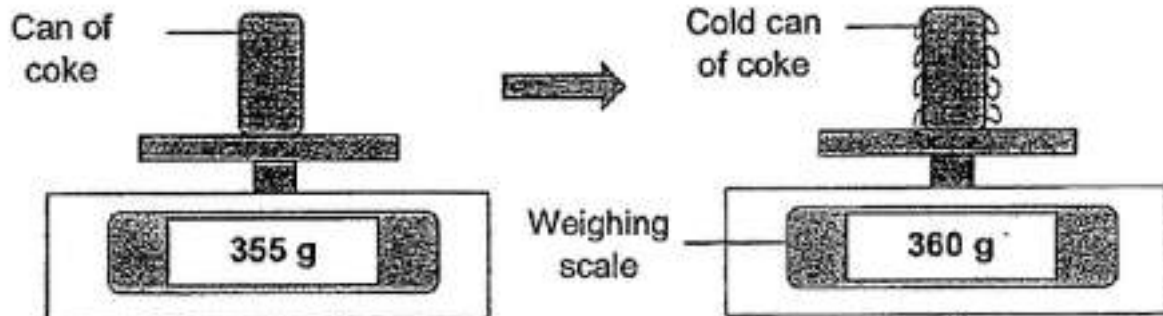 Can of
coke
355 g
Cold can
of coke
Weighing
scale
360 g